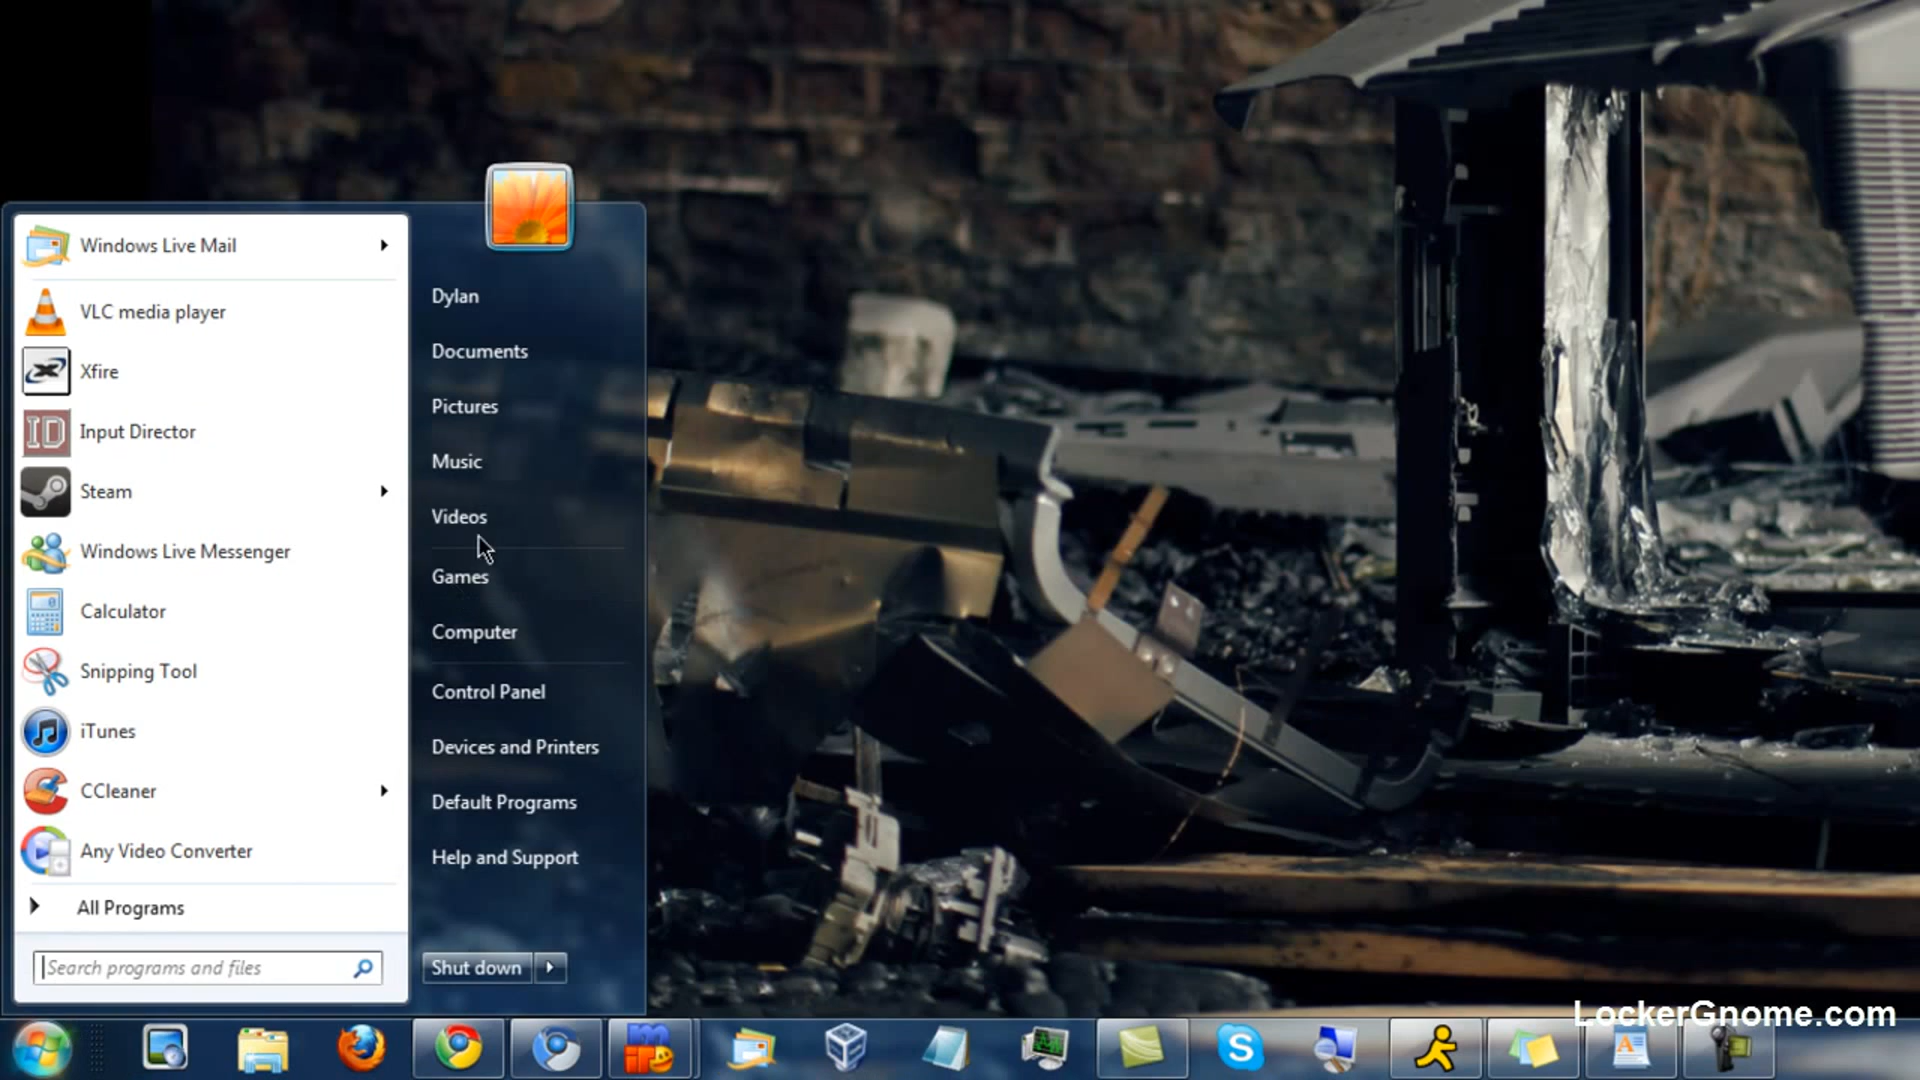 Windows Live Mail
VLC media player
Xfire
ID Input Director
Steam
Windows Live Messenger
Calculator
Snipping Tool
iTunes
CCleaner
Any Video Converter
All Programs
Search programs and files
Dylan
Documents
Pictures
Music
Videos
Games
Computer
Control Panel
Devices and Printers
Default Programs
Help and Support
Shut down
LockerGnome.com